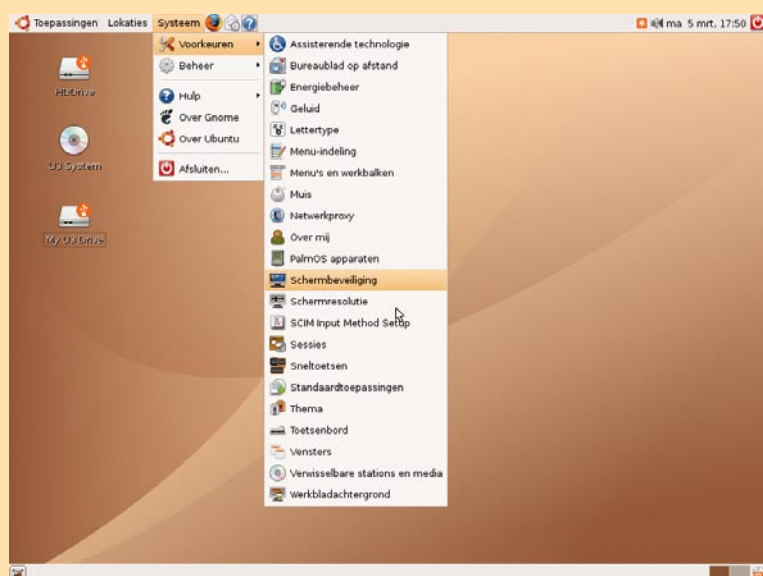 Toepassingen Lokaties Systeem ma 5 mrt, 17:50
Voorkeuren
Beheer
Hulp
Over Gnome
Over Ubuntu
Afsluiten...
Assisterende technologie
Bureaublad op afstand
Energiebeheer
Geluid
Lettertype
Menu-indeling
Menu's en werkbalken
Muis
Netwerkproxy
Over mij
PalmOS apparaten
Schermbeveiliging
Schermresolutie
SCIM Input Method Setup
Sessies
Sneltoetsen
Standaardtoepassingen
Thema
Toetsenbord
Vensters
Verwisselbare stations en media
Werkbladachtergrond
U3 System
My U3 Drive